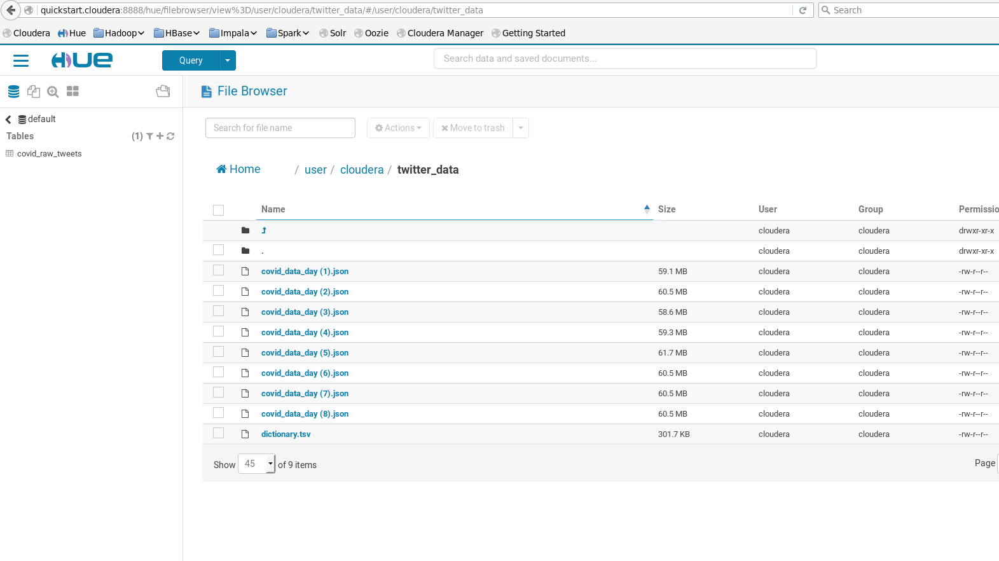 quickstart.cloudera:8888/hue/filebrowser/view%3D/user/cloudera/twitter_data/#/user/cloudera/twitter_data
Search
Cloudera Hue Hadoop HBase Impala Spark Solr Oozie Cloudera Manager Getting Started
HUE Query Search data and saved documents...
File Browser
default
Tables (1)
covid_raw_tweets
Search for file name Actions Move to trash
Home / user / cloudera / twitter_data
Name Size User Group Permissio
cloudera cloudera drwxr-xr-x
. cloudera cloudera drwxr-xr-x
covid_data_day (1).json 59.1 MB cloudera cloudera -rw-r--r--
covid_data_day (2).json 60.5 MB cloudera cloudera -rw-r--r--
covid_data_day (3).json 58.6 MB cloudera cloudera -rw-r--r--
covid_data_day (4).json 59.3 MB cloudera cloudera -rw-r--r--
covid_data_day (5).json 61.7 MB cloudera cloudera -rw-r--r--
covid_data_day (6).json 60.5 MB cloudera cloudera -rw-r--r--
covid_data_day (7).json 60.5 MB cloudera cloudera -rw-r--r--
covid_data_day (8).json 60.5 MB cloudera cloudera -rw-r--r--
dictionary.tsv 301.7 KB cloudera cloudera -rw-r--r--
Show 45 of 9 items Page